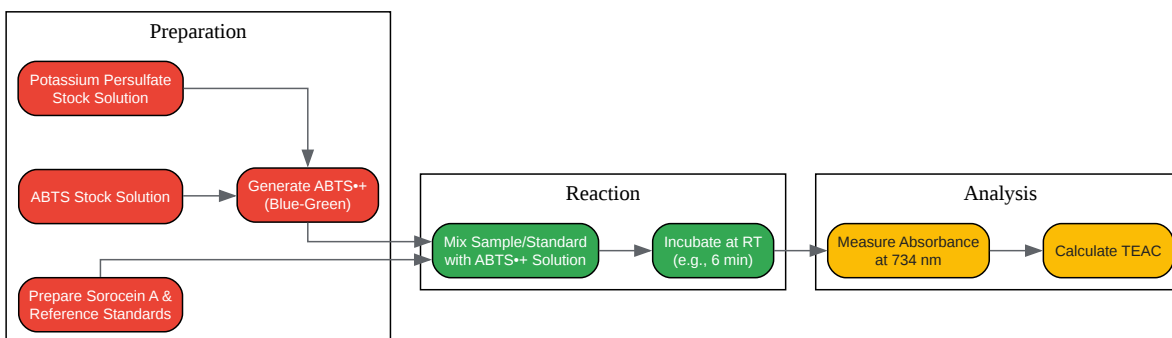 Preparation
Potassium Persulfate
Stock Solution
ABTS Stock Solution
Generate ABTS•+
(Blue-Green)
Prepare Sorocein A &
Reference Standards
Reaction
Mix Sample/Standard
with ABTS•+ Solution
Incubate at RT
(e.g., 6 min)
Analysis
Measure Absorbance
at 734 nm
Calculate TEAC